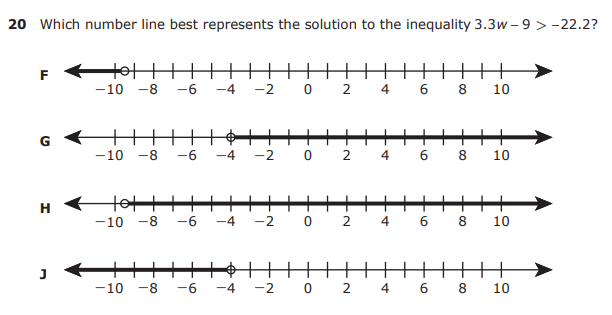 20 Which number line best represents the solution to the inequality 3.3w – 9 > –22.2?
F
−10 −8 −6 −4 −2 0 2 4 6 8 10
G
−10 −8 −6 −4 −2 0 2 4 6 8 10
H
−10 −8 −6 −4 −2 0 2 4 6 8 10
J
−10 −8 −6 −4 −2 0 2 4 6 8 10